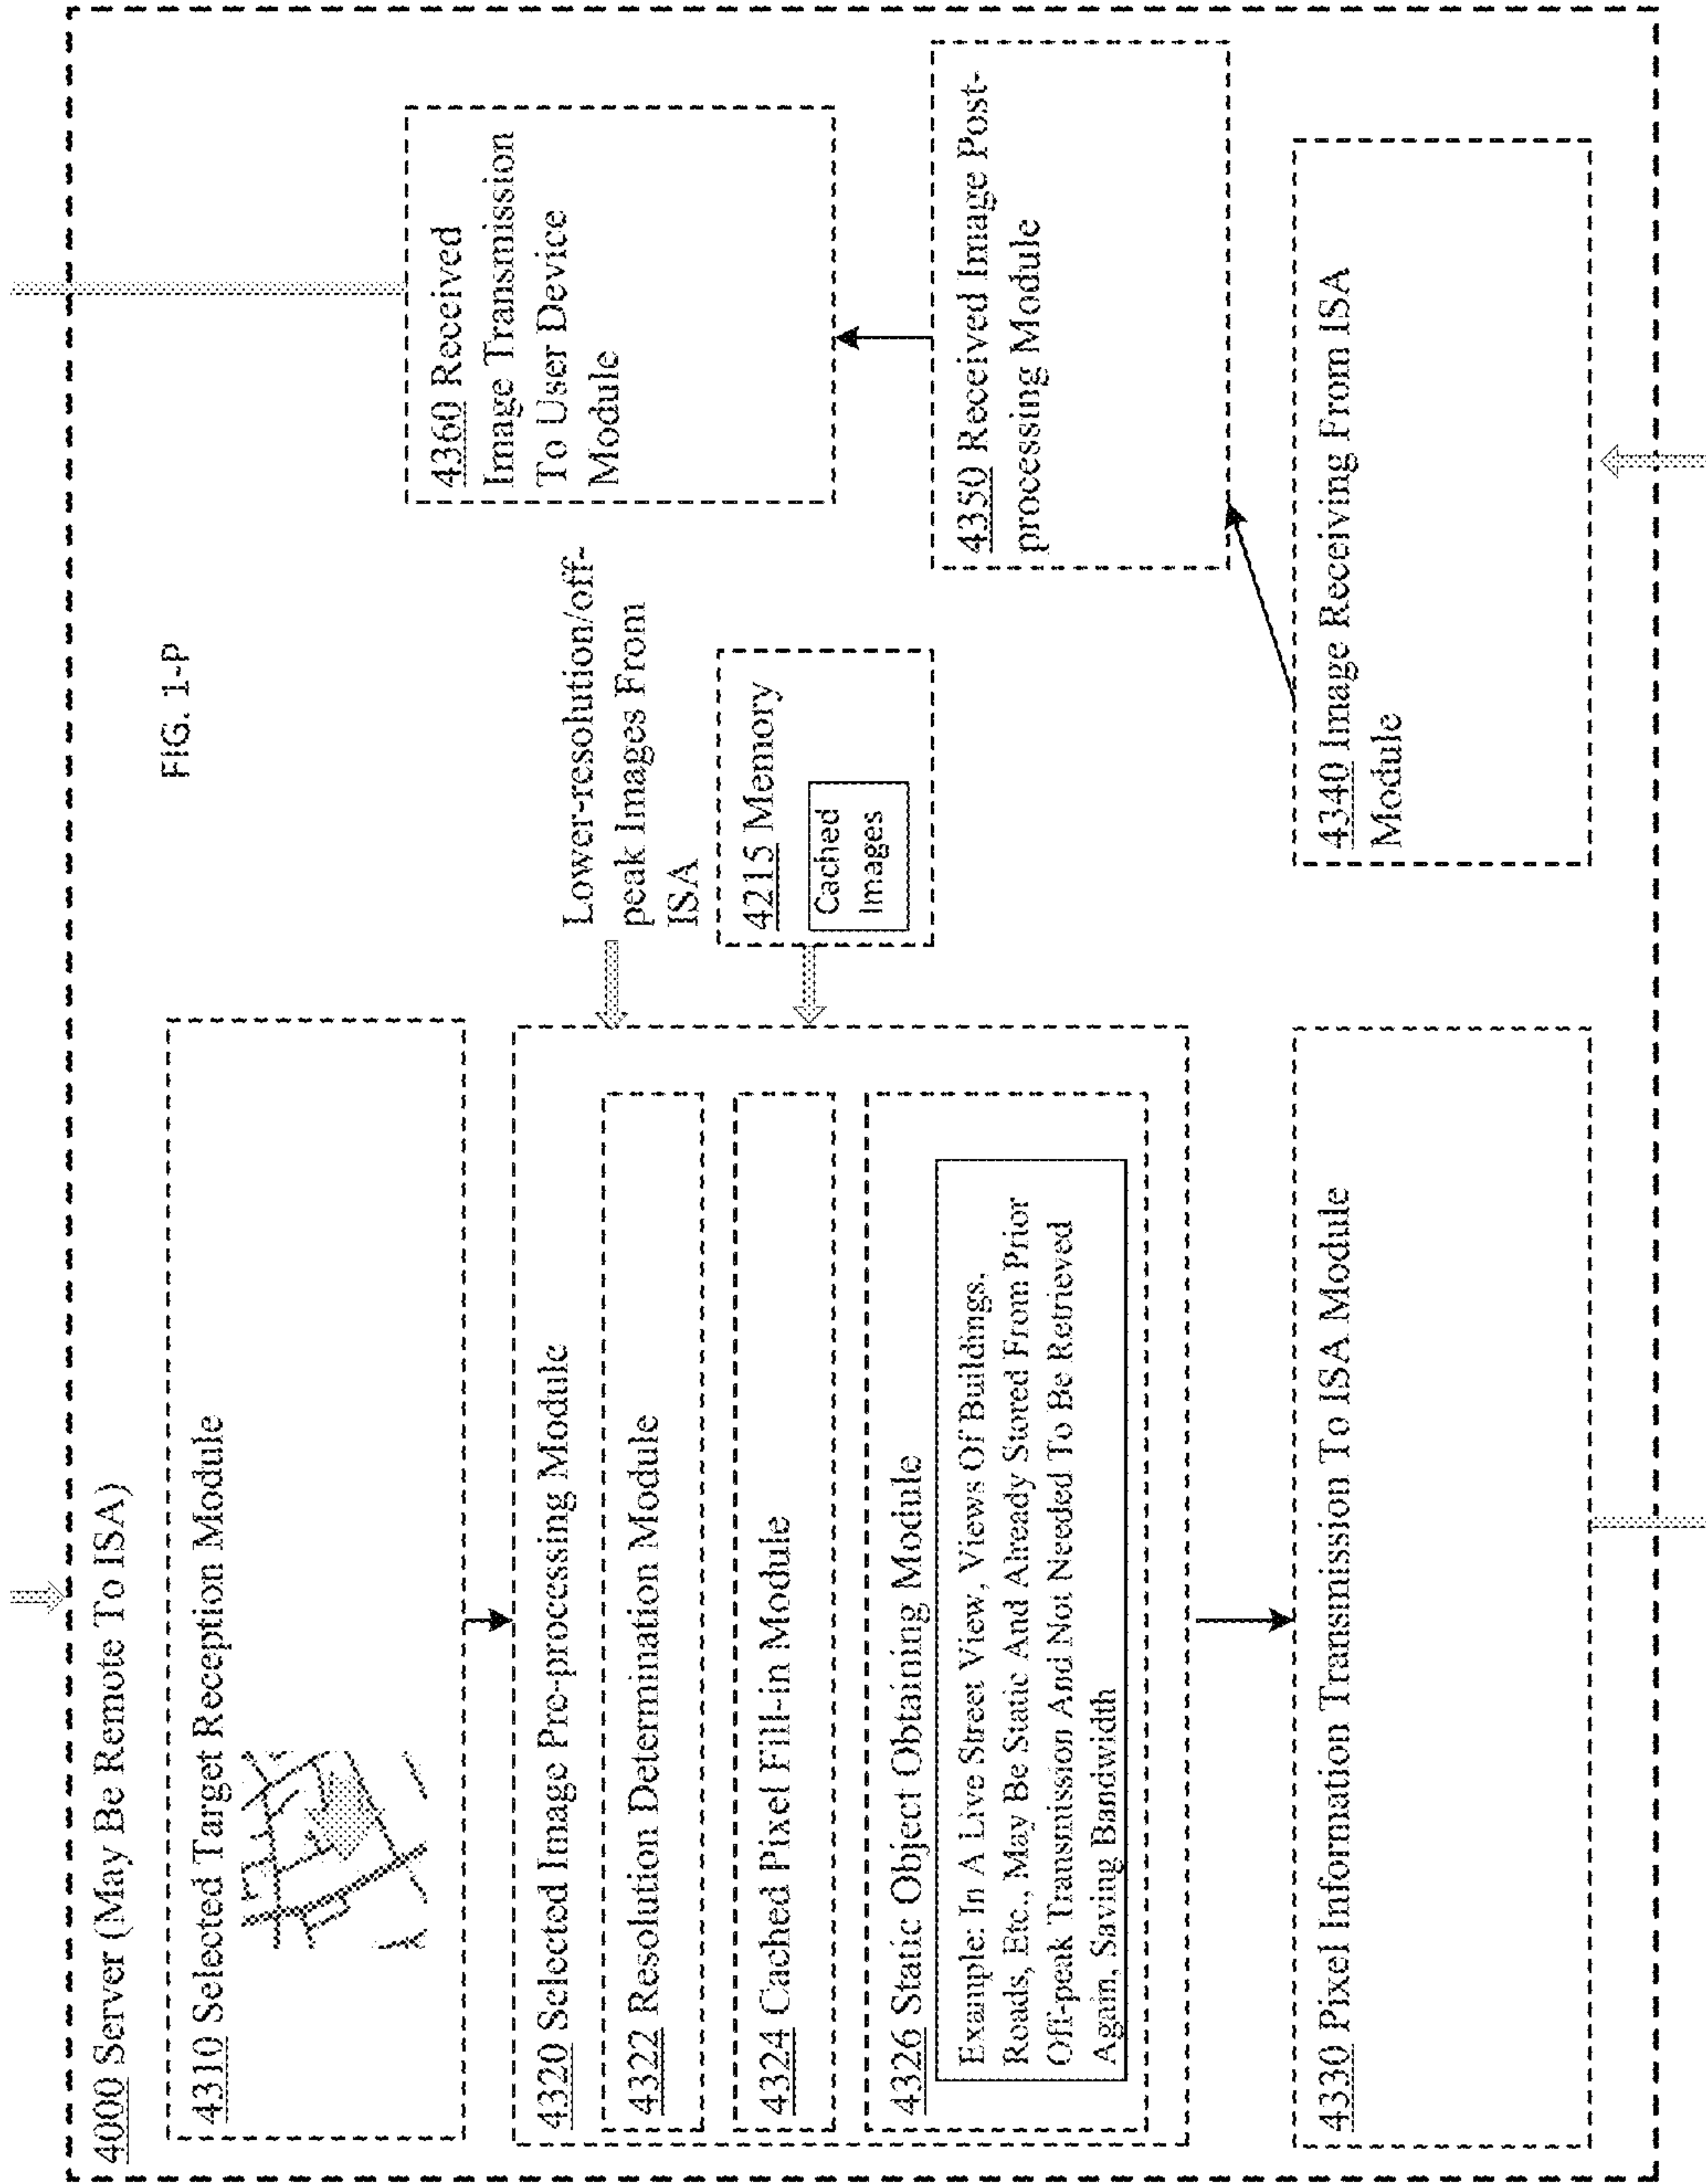 FIG. 1-P
4000 Server (May Be Remote To ISA)
4310 Selected Target Reception Module
4320 Selected Image Pre-processing Module
4322 Resolution Determination Module
4324 Cached Pixel Fill-in Module
4326 Static Object Obtaining Module
Example: In A Live Street View, Views Of Buildings,
Roads, Etc., May Be Static And Already Stored From Prior
Off-peak Transmission And Not Needed To Be Retrieved
Again, Saving Bandwidth
4330 Pixel Information Transmission To ISA Module
Lower-resolution/off-
peak Images From
ISA
4215 Memory
Cached
Images
4340 Image Receiving From ISA
Module
4350 Received Image Post-
processing Module
4360 Received
Image Transmission
To User Device
Module